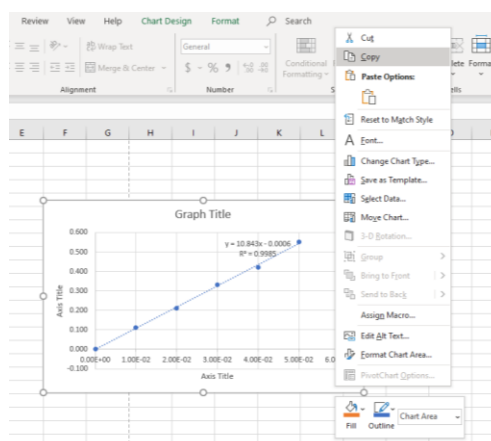 Review View Help Chart Design Format Search
Wrap Text
General
Merge & Center
$ % 9
Conditional
Formatting
Alignment
Number
Cut
Copy
Paste Options:
Reset to Match Style
A Font...
Change Chart Type...
Save as Template...
Select Data...
Move Chart...
3-D Rotation...
Group
Bring to Front
Send to Back
Assign Macro...
Edit Alt Text...
Format Chart Area...
PivotChart Options...
Fill
Outline
Chart Area
E F G H I J K L
Graph Title
y = 10.843x - 0.0006
R² = 0.9985
0.600
0.500
0.400
0.300
0.200
0.100
0.000
-0.100
Axis Title
0.00E+00 1.00E-02 2.00E-02 3.00E-02 4.00E-02 5.00E-02 6.0
Axis Title